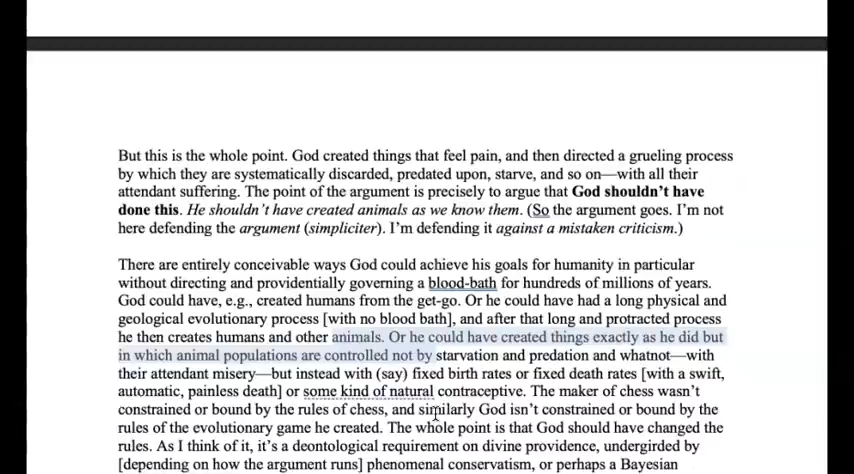 But this is the whole point. God created things that feel pain, and then directed a grueling process
by which they are systematically discarded, predated upon, starve, and so on—with all their
attendant suffering. The point of the argument is precisely to argue that God shouldn’t have
done this. He shouldn’t have created animals as we know them. (So the argument goes. I’m not
here defending the argument (simpliciter). I’m defending it against a mistaken criticism.)
There are entirely conceivable ways God could achieve his goals for humanity in particular
without directing and providentially governing a blood-bath for hundreds of millions of years.
God could have, e.g., created humans from the get-go. Or he could have had a long physical and
geological evolutionary process [with no blood bath], and after that long and protracted process
he then creates humans and other animals. Or he could have created things exactly as he did but
in which animal populations are controlled not by starvation and predation and whatnot—with
their attendant misery—but instead with (say) fixed birth rates or fixed death rates [with a swift,
automatic, painless death] or some kind of natural contraceptive. The maker of chess wasn’t
constrained or bound by the rules of chess, and similarly God isn’t constrained or bound by the
rules of the evolutionary game he created. The whole point is that God should have changed the
rules. As I think of it, it’s a deontological requirement on divine providence, undergirded by
[depending on how the argument runs] phenomenal conservatism, or perhaps a Bayesian